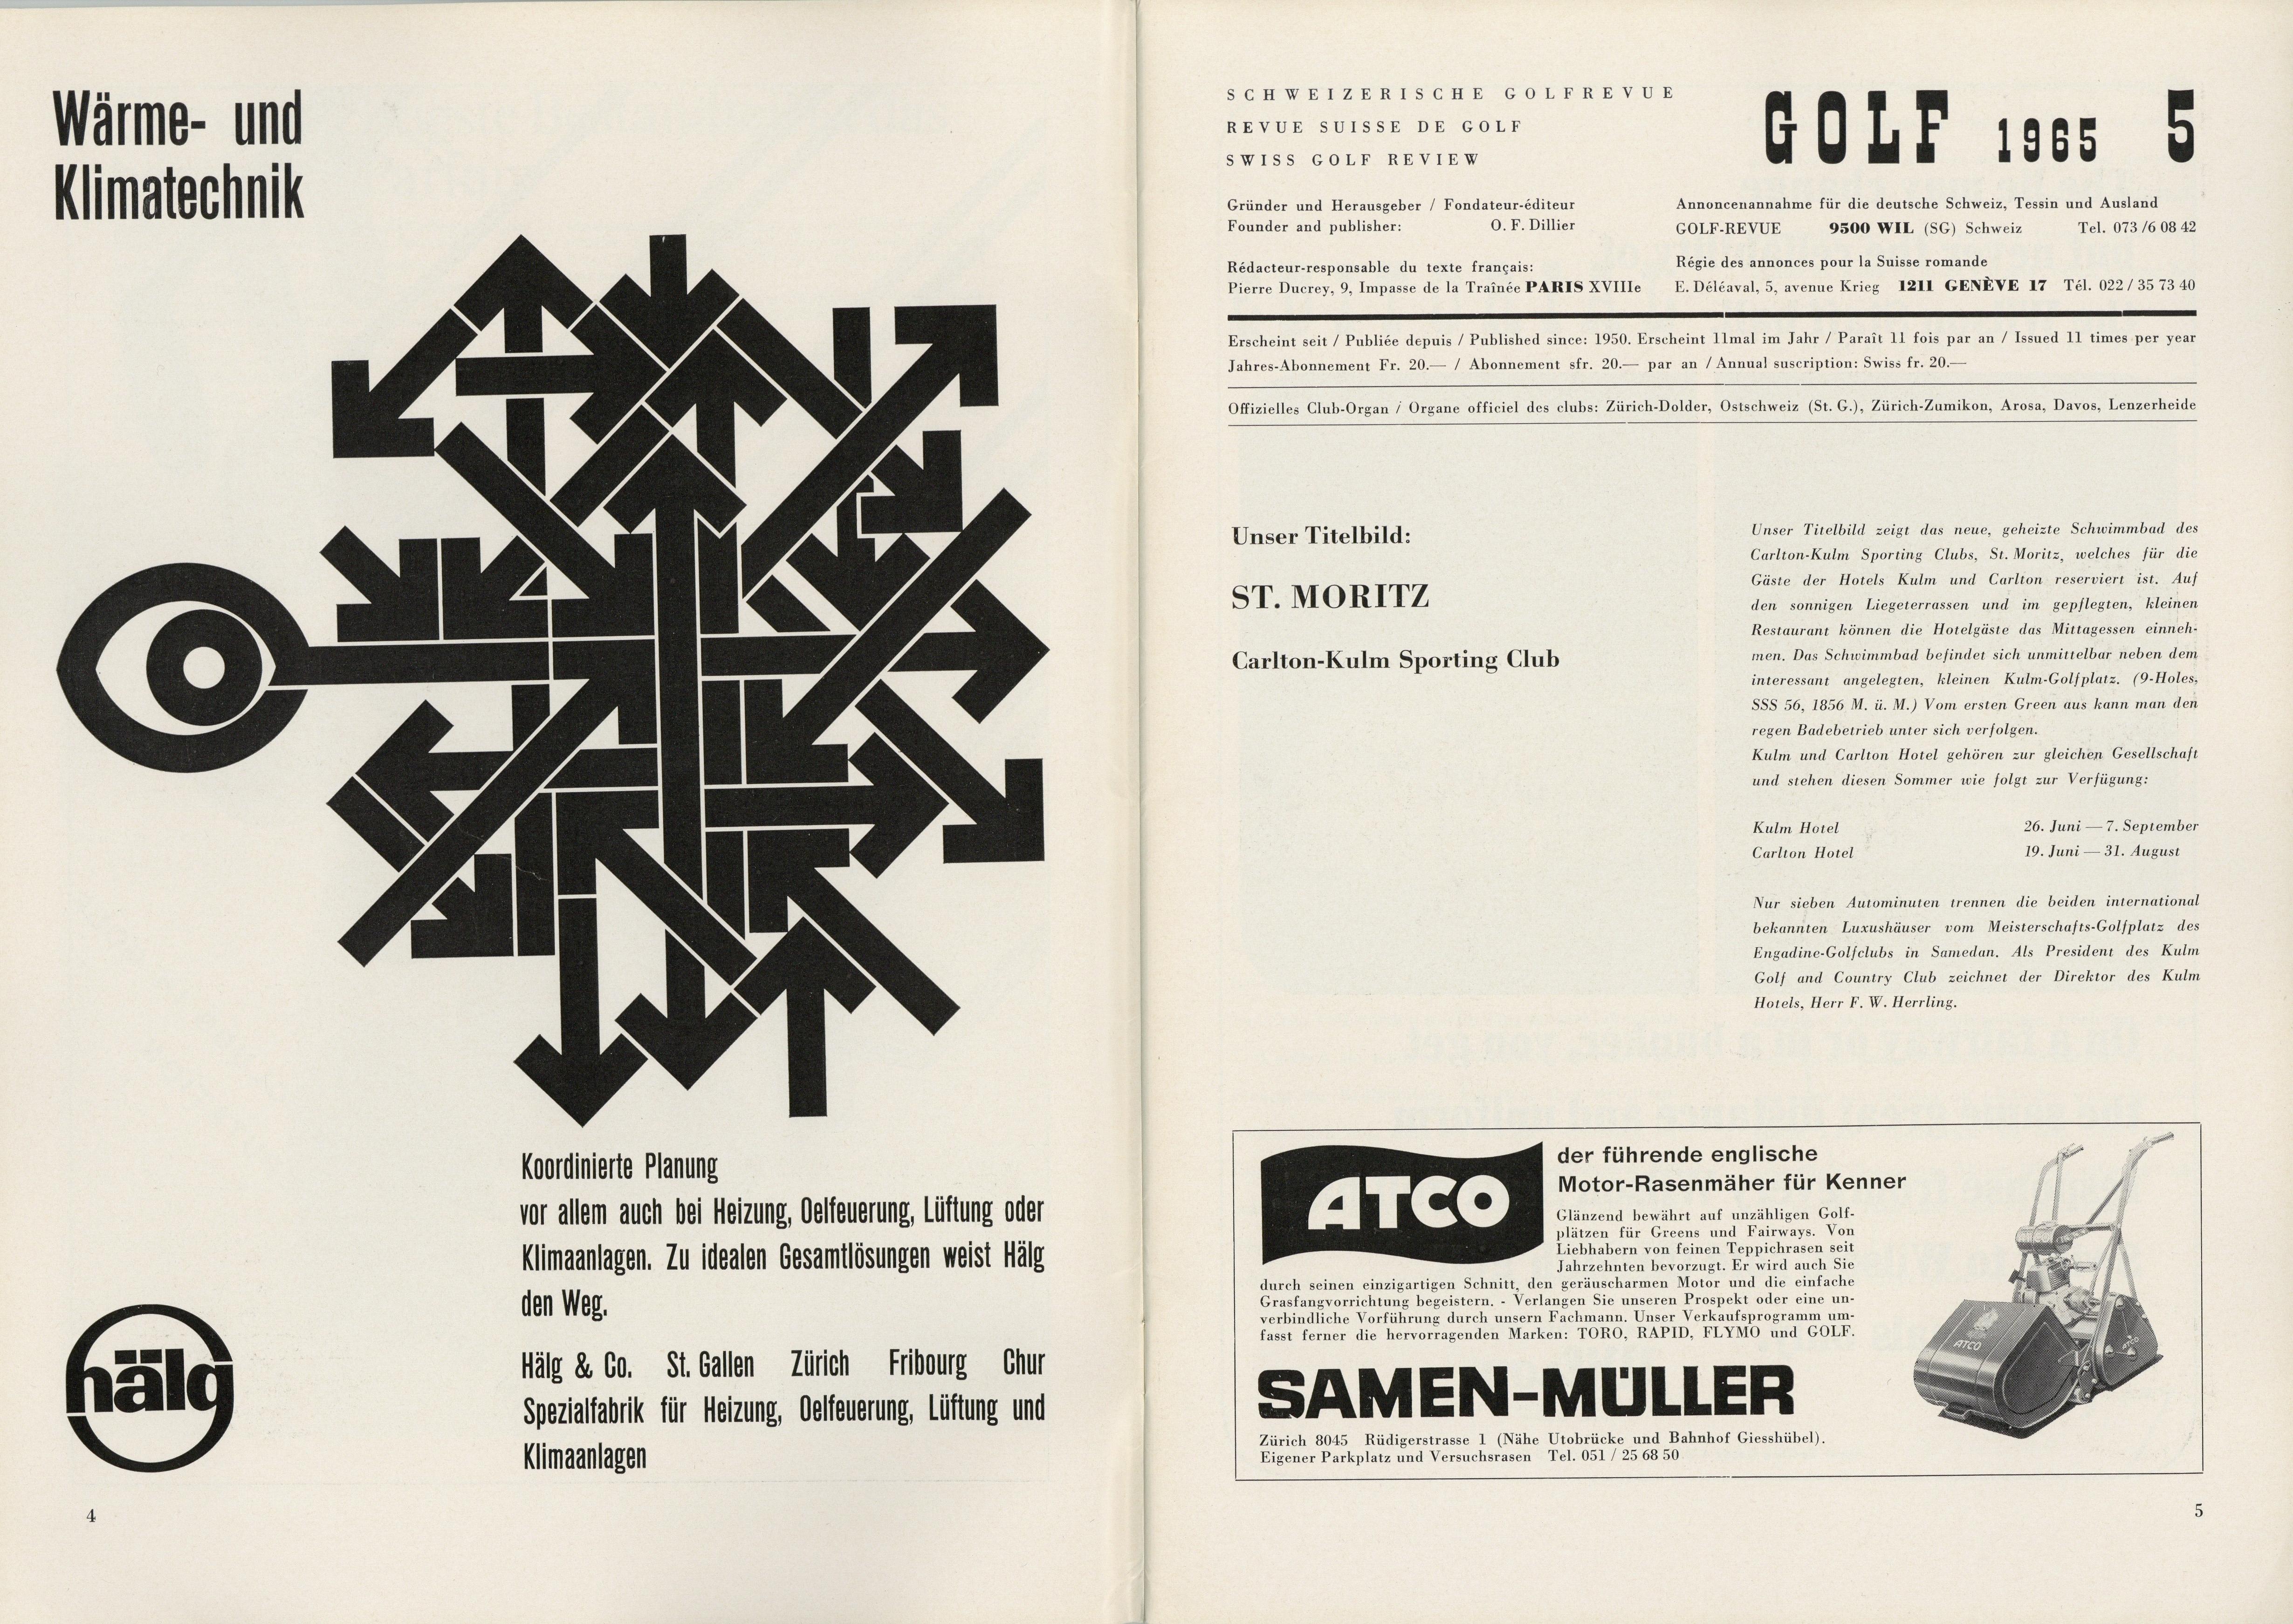 Wärme- und
Klimatechnik
Koordinierte Planung
vor allem auch bei Heizung, Oelfeuerung, Lüftung oder
Klimaanlagen. Zu idealen Gesamtlösungen weist Hälg
den Weg.
Hälg & Co. St. Gallen Zürich Fribourg Chur
Spezialfabrik für Heizung, Oelfeuerung, Lüftung und
Klimaanlagen
hälg
4
SCHWEIZERISCHE GOLFREVUE
REVUE SUISSE DE GOLF
SWISS GOLF REVIEW
GOLF 1965 5
Gründer und Herausgeber / Fondateur-éditeur
Founder and publisher: O. F. Dillier
Rédacteur-responsable du texte français:
Pierre Ducrey, 9, Impasse de la Traînée PARIS XVIIIe
Annoncenannahme für die deutsche Schweiz, Tessin und Ausland
GOLF-REVUE 9500 WIL (SG) Schweiz Tel. 073 /6 08 42
Régie des annonces pour la Suisse romande
E. Déléaval, 5, avenue Krieg 1211 GENÈVE 17 Tél. 022 / 35 73 40
Erscheint seit / Publiée depuis / Published since: 1950. Erscheint 11mal im Jahr / Paraît 11 fois par an / Issued 11 times per year
Jahres-Abonnement Fr. 20.— / Abonnement sfr. 20.— par an / Annual suscription: Swiss fr. 20.—
Offizielles Club-Organ / Organe officiel des clubs: Zürich-Dolder, Ostschweiz (St. G.), Zürich-Zumikon, Arosa, Davos, Lenzerheide
Unser Titelbild:
ST. MORITZ
Carlton-Kulm Sporting Club
Unser Titelbild zeigt das neue, geheizte Schwimmbad des
Carlton-Kulm Sporting Clubs, St. Moritz, welches für die
Gäste der Hotels Kulm und Carlton reserviert ist. Auf
den sonnigen Liegeterrassen und im gepflegten, kleinen
Restaurant können die Hotelgäste das Mittagessen einneh-
men. Das Schwimmbad befindet sich unmittelbar neben dem
interessant angelegten, kleinen Kulm-Golfplatz. (9-Holes,
SSS 56, 1856 M. ü. M.) Vom ersten Green aus kann man den
regen Badebetrieb unter sich verfolgen.
Kulm und Carlton Hotel gehören zur gleichen Gesellschaft
und stehen diesen Sommer wie folgt zur Verfügung:
Kulm Hotel 26. Juni — 7. September
Carlton Hotel 19. Juni — 31. August
Nur sieben Autominuten trennen die beiden international
bekannten Luxushäuser vom Meisterschafts-Golfplatz des
Engadine-Golfclubs in Samedan. Als President des Kulm
Golf and Country Club zeichnet der Direktor des Kulm
Hotels, Herr F. W. Herrling.
ATCO
der führende englische
Motor-Rasenmäher für Kenner
Glänzend bewährt auf unzähligen Golf-
plätzen für Greens und Fairways. Von
Liebhabern von feinen Teppichrasen seit
Jahrzehnten bevorzugt. Er wird auch Sie
durch seinen einzigartigen Schnitt, den geräuscharmen Motor und die einfache
Grasfangvorrichtung begeistern. - Verlangen Sie unseren Prospekt oder eine un-
verbindliche Vorführung durch unsern Fachmann. Unser Verkaufsprogramm um-
fasst ferner die hervorragenden Marken: TORO, RAPID, FLYMO und GOLF.
SAMEN-MÜLLER
Zürich 8045 Rüdigerstrasse 1 (Nähe Utobrücke und Bahnhof Giesshübel).
Eigener Parkplatz und Versuchsrasen Tel. 051 / 25 68 50
ATCO
ATCO
5